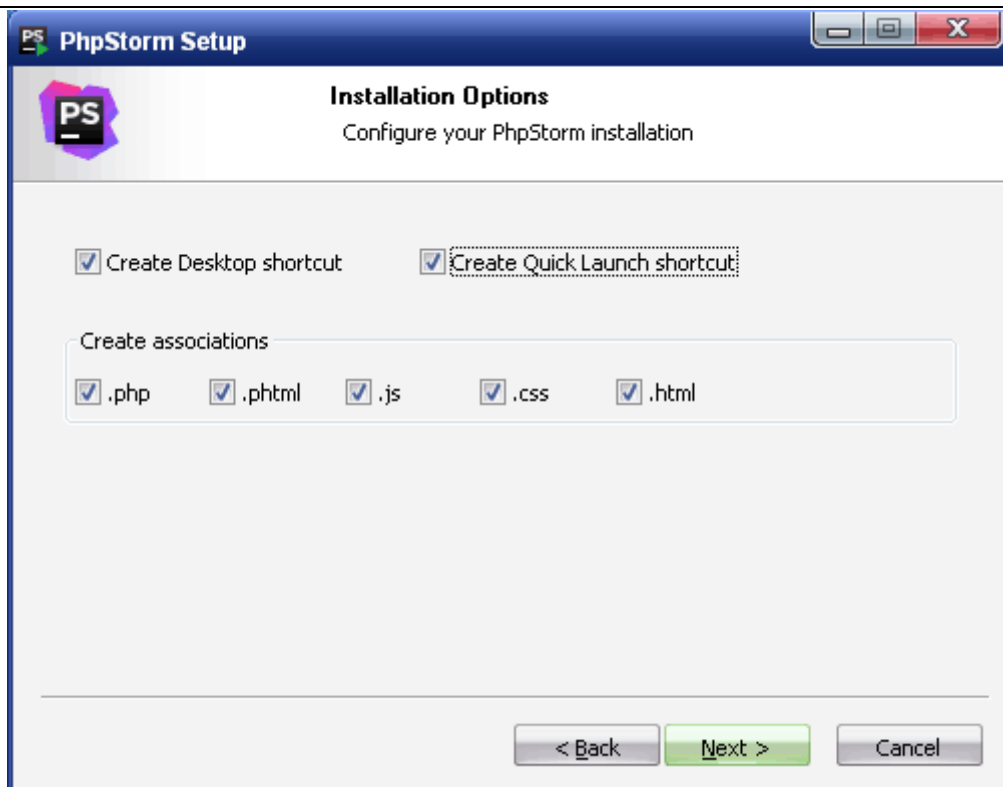 PS PhpStorm Setup
PS
Installation Options
Configure your PhpStorm installation
Create Desktop shortcut Create Quick Launch shortcut
Create associations
.php .phtml .js .css .html
< Back Next > Cancel